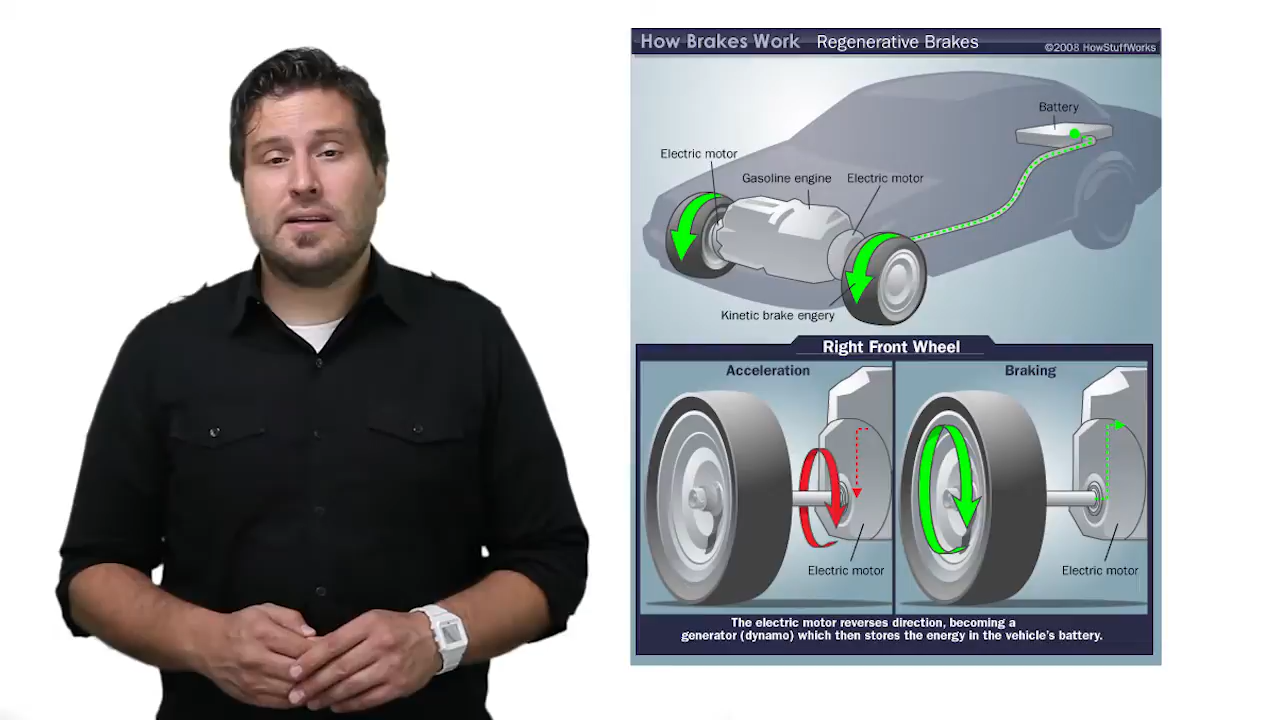 How Brakes Work Regenerative Brakes ©2008 HowStuffWorks
Battery
Electric motor
Gasoline engine
Electric motor
Kinetic brake engery
Right Front Wheel
Acceleration
Braking
Electric motor
Electric motor
The electric motor reverses direction, becoming a
generator (dynamo) which then stores the energy in the vehicle's battery.